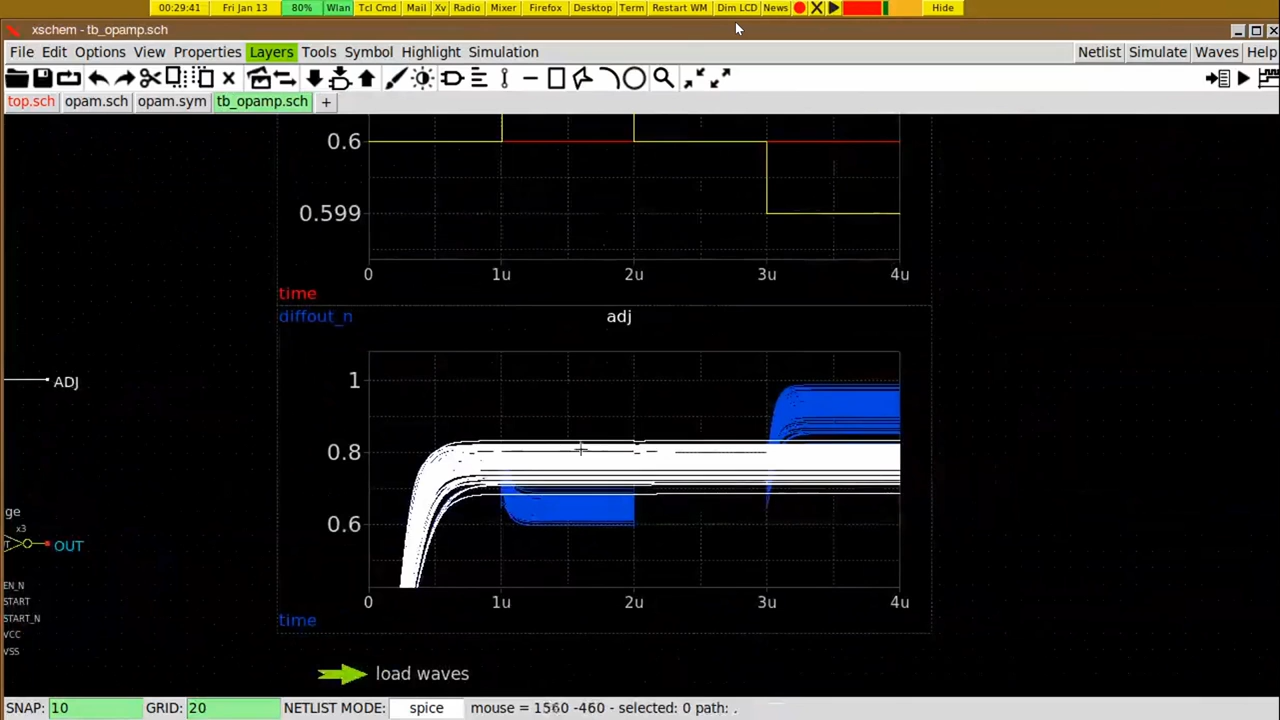 00:29:41 Fri Jan 13 80% Wlan Tcl Cmd Mail Xv Radio Mixer Firefox Desktop Term Restart WM Dim LCD News Hide
xschem - tb_opamp.sch
File Edit Options View Properties Layers Tools Symbol Highlight Simulation Netlist Simulate Waves Help
top.sch opam.sch opam.sym tb_opamp.sch +
0.6
0.599
0 1u 2u 3u 4u
time
diffout_n adj
1
ADJ
0.8
ge
x3
0.6
OUT
EN_N
0 1u 2u 3u 4u
START
START_N
time
VCC
VSS
load waves
SNAP: 10 GRID: 20 NETLIST MODE: spice mouse = 1560 -460 - selected: 0 path: .